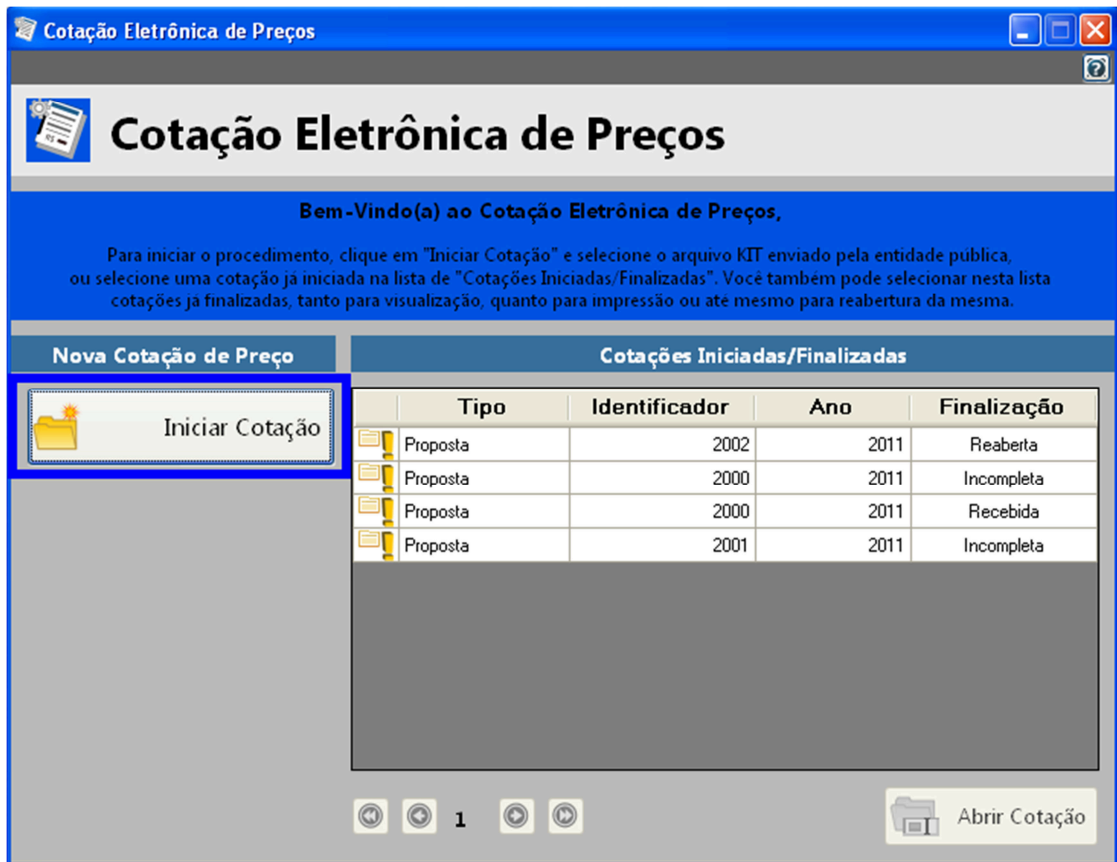 Cotação Eletrônica de Preços
Cotação Eletrônica de Preços
Bem-Vindo(a) ao Cotação Eletrônica de Preços,
Para iniciar o procedimento, clique em "Iniciar Cotação" e selecione o arquivo KIT enviado pela entidade pública,
ou selecione uma cotação já iniciada na lista de "Cotações Iniciadas/Finalizadas". Você também pode selecionar nesta lista
cotações já finalizadas, tanto para visualização, quanto para impressão ou até mesmo para reabertura da mesma.
Nova Cotação de Preço
Cotações Iniciadas/Finalizadas
Iniciar Cotação
Tipo Identificador Ano Finalização
Proposta 2002 2011 Reaberta
Proposta 2000 2011 Incompleta
Proposta 2000 2011 Recebida
Proposta 2001 2011 Incompleta
1
Abrir Cotação